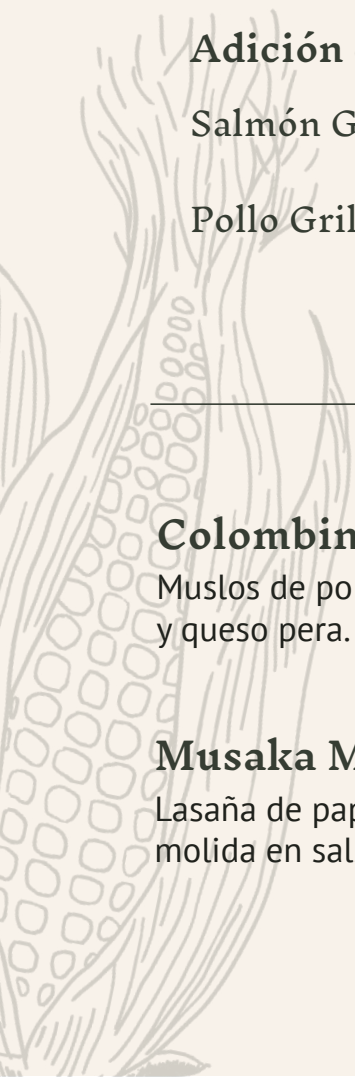 Adición
Salmón G
Pollo Gril
Colombin
Muslos de po
y queso pera.
Musaka M
Lasaña de pap
molida en sal